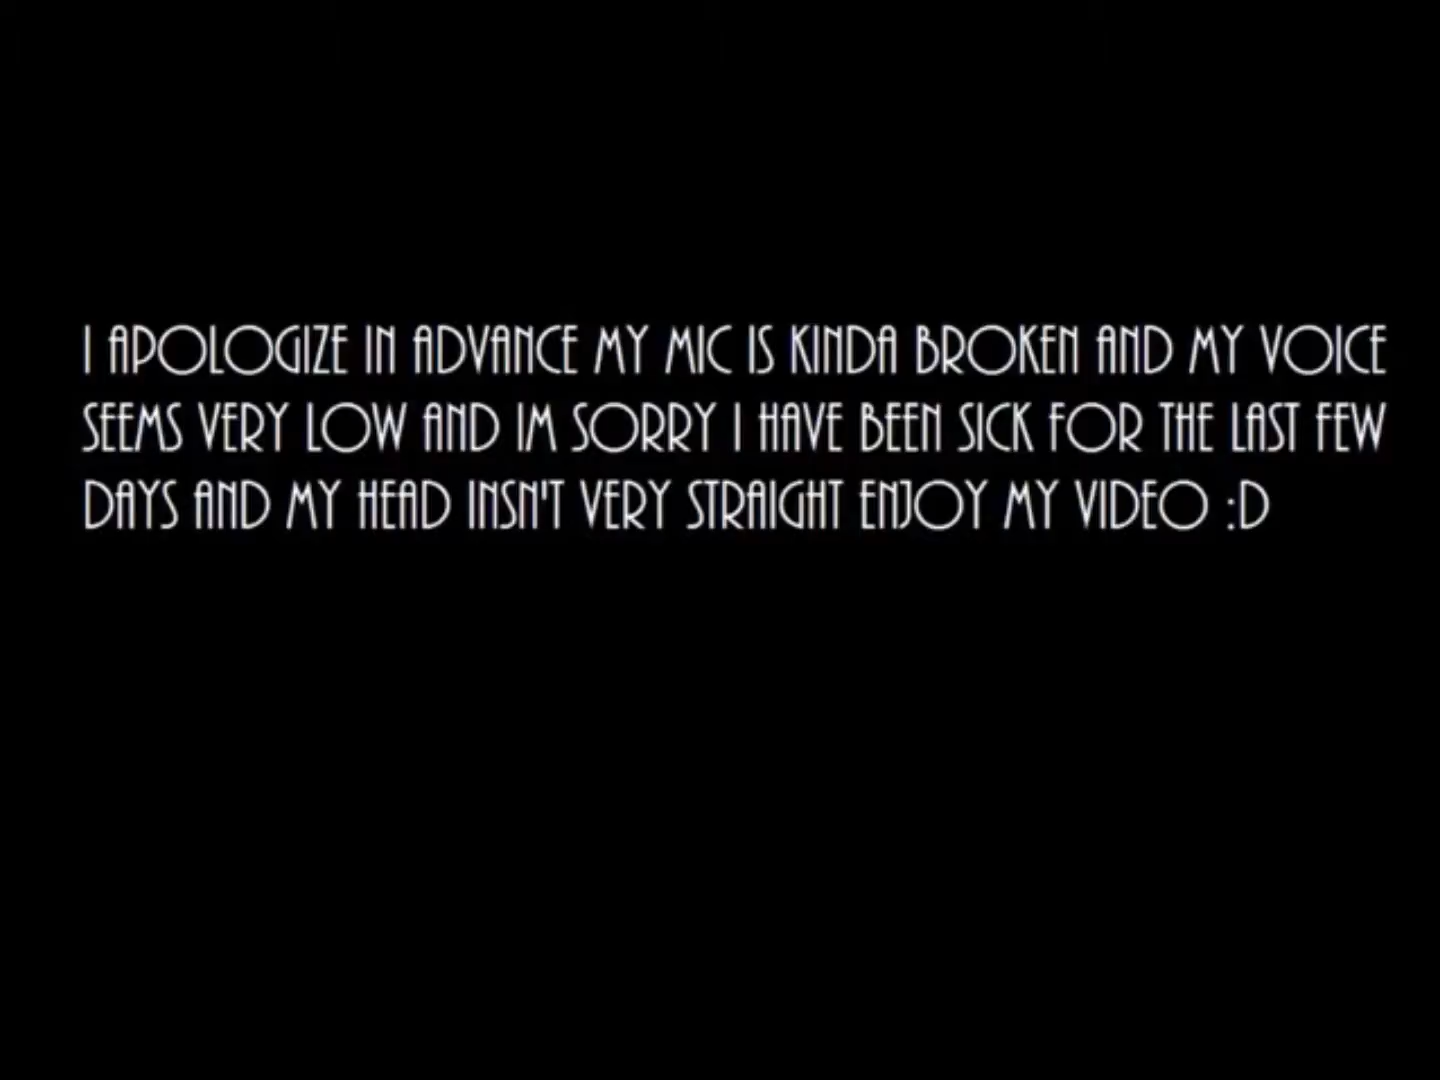 I APOLOGIZE IN ADVANCE MY MIC IS KINDA BROKEN AND MY VOICE
SEEMS VERY LOW AND IM SORRY I HAVE BEEN SICK FOR THE LAST FEW
DAYS AND MY HEAD INSN'T VERY STRAIGHT ENJOY MY VIDEO :D